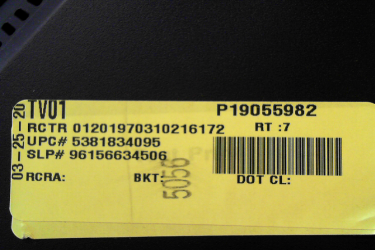 03-25-20
TV01
P19055982
RCTR 01201970310216172 RT :7
UPC# 5381834095
SLP# 96156634506
RCRA: BKT: 5056 DOT CL: